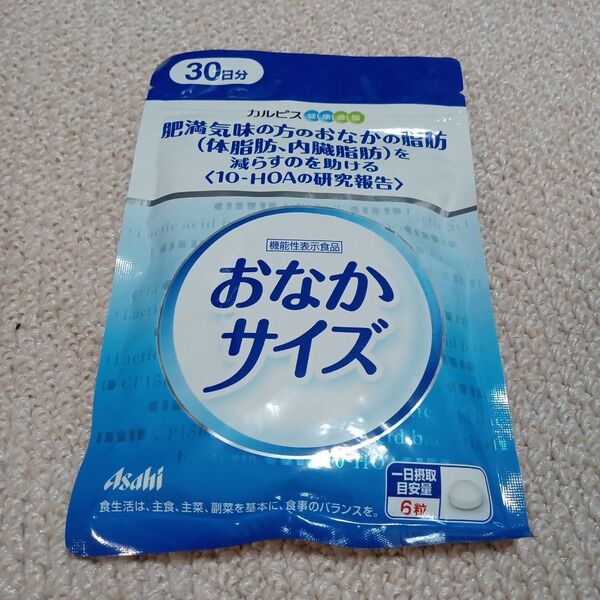 30日分
カルピス健康通販
肥満気味の方のおなかの脂肪
(体脂肪、内臓脂肪)を
減らすのを助ける
〈10-HOAの研究報告〉
機能性表示食品
おなか
サイズ
Asahi
一日摂取
目安量
6粒
食生活は、主食、主菜、副菜を基本に、食事のバランスを。